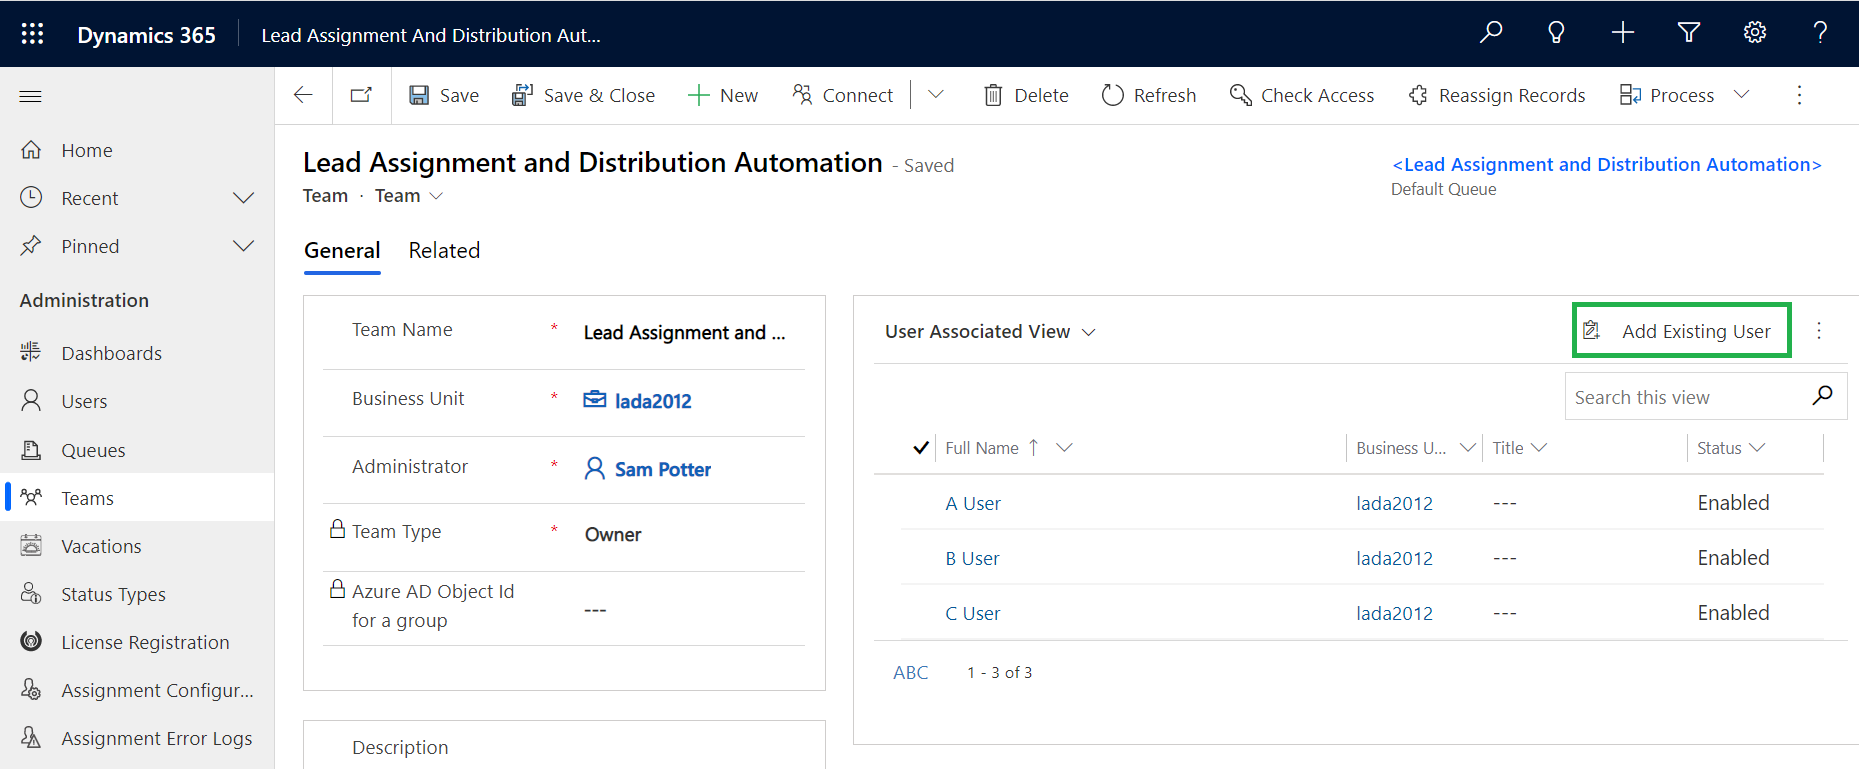 Dynamics 365
Lead Assignment And Distribution Aut...
Save
Save & Close
New
Connect
Delete
Refresh
Check Access
Reassign Records
Process
Home
Recent
Pinned
Administration
Dashboards
Users
Queues
Teams
Vacations
Status Types
License Registration
Assignment Configur...
Assignment Error Logs
Lead Assignment and Distribution Automation - Saved
Team · Team
<Lead Assignment and Distribution Automation>
Default Queue
General Related
Team Name * Lead Assignment and ...
Business Unit * lada2012
Administrator * Sam Potter
Team Type * Owner
Azure AD Object Id
for a group
---
Description
User Associated View
Add Existing User
Search this view
Full Name ↑ Business U... Title Status
A User lada2012 --- Enabled
B User lada2012 --- Enabled
C User lada2012 --- Enabled
ABC 1 - 3 of 3